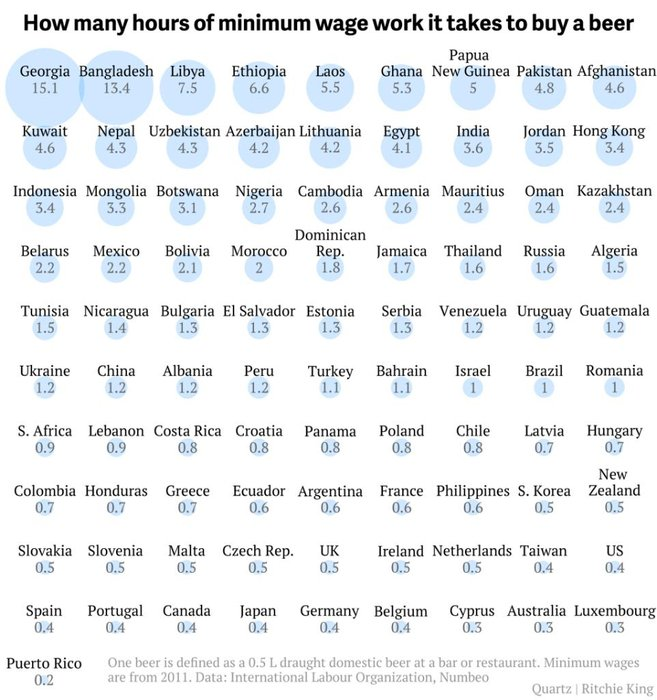 How many hours of minimum wage work it takes to buy a beer
Georgia Bangladesh Libya Ethiopia Laos Ghana Papua New Guinea Pakistan Afghanistan
15.1 13.4 7.5 6.6 5.5 5.3 5 4.8 4.6
Kuwait Nepal Uzbekistan Azerbaijan Lithuania Egypt India Jordan Hong Kong
4.6 4.3 4.3 4.2 4.2 4.1 3.6 3.5 3.4
Indonesia Mongolia Botswana Nigeria Cambodia Armenia Mauritius Oman Kazakhstan
3.4 3.3 3.1 2.7 2.6 2.6 2.4 2.4 2.4
Belarus Mexico Bolivia Morocco Dominican Rep. Jamaica Thailand Russia Algeria
2.2 2.2 2.1 2 1.8 1.7 1.6 1.6 1.5
Tunisia Nicaragua Bulgaria El Salvador Estonia Serbia Venezuela Uruguay Guatemala
1.5 1.4 1.3 1.3 1.3 1.3 1.2 1.2 1.2
Ukraine China Albania Peru Turkey Bahrain Israel Brazil Romania
1.2 1.2 1.2 1.2 1.1 1.1 1 1 1
S. Africa Lebanon Costa Rica Croatia Panama Poland Chile Latvia Hungary
0.9 0.9 0.8 0.8 0.8 0.8 0.8 0.7 0.7
Colombia Honduras Greece Ecuador Argentina France Philippines S. Korea New Zealand
0.7 0.7 0.7 0.6 0.6 0.6 0.6 0.5 0.5
Slovakia Slovenia Malta Czech Rep. UK Ireland Netherlands Taiwan US
0.5 0.5 0.5 0.5 0.5 0.5 0.5 0.4 0.4
Spain Portugal Canada Japan Germany Belgium Cyprus Australia Luxembourg
0.4 0.4 0.4 0.4 0.4 0.4 0.3 0.3 0.3
Puerto Rico
0.2
One beer is defined as a 0.5 L draught domestic beer at a bar or restaurant. Minimum wages
are from 2011. Data: International Labour Organization, Numbeo
Quartz | Ritchie King